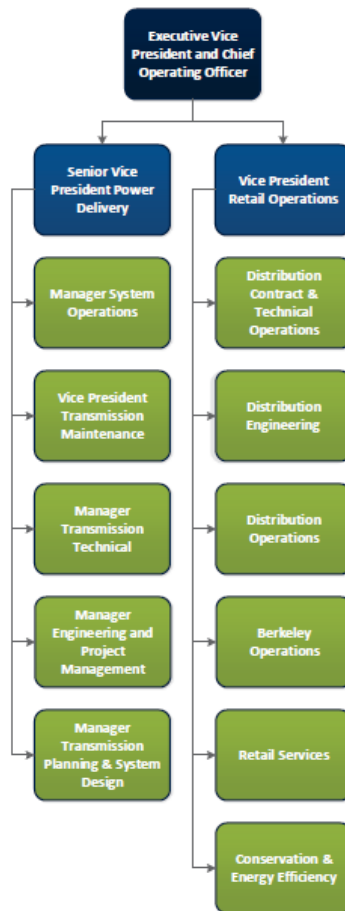 Executive Vice
President and Chief
Operating Officer
Senior Vice
President Power
Delivery
Vice President
Retail Operations
Manager System
Operations
Distribution
Contract &
Technical
Operations
Vice President
Transmission
Maintenance
Distribution
Engineering
Manager
Transmission
Technical
Distribution
Operations
Manager
Engineering and
Project
Management
Berkeley
Operations
Manager
Transmission
Planning & System
Design
Retail Services
Conservation &
Energy Efficiency